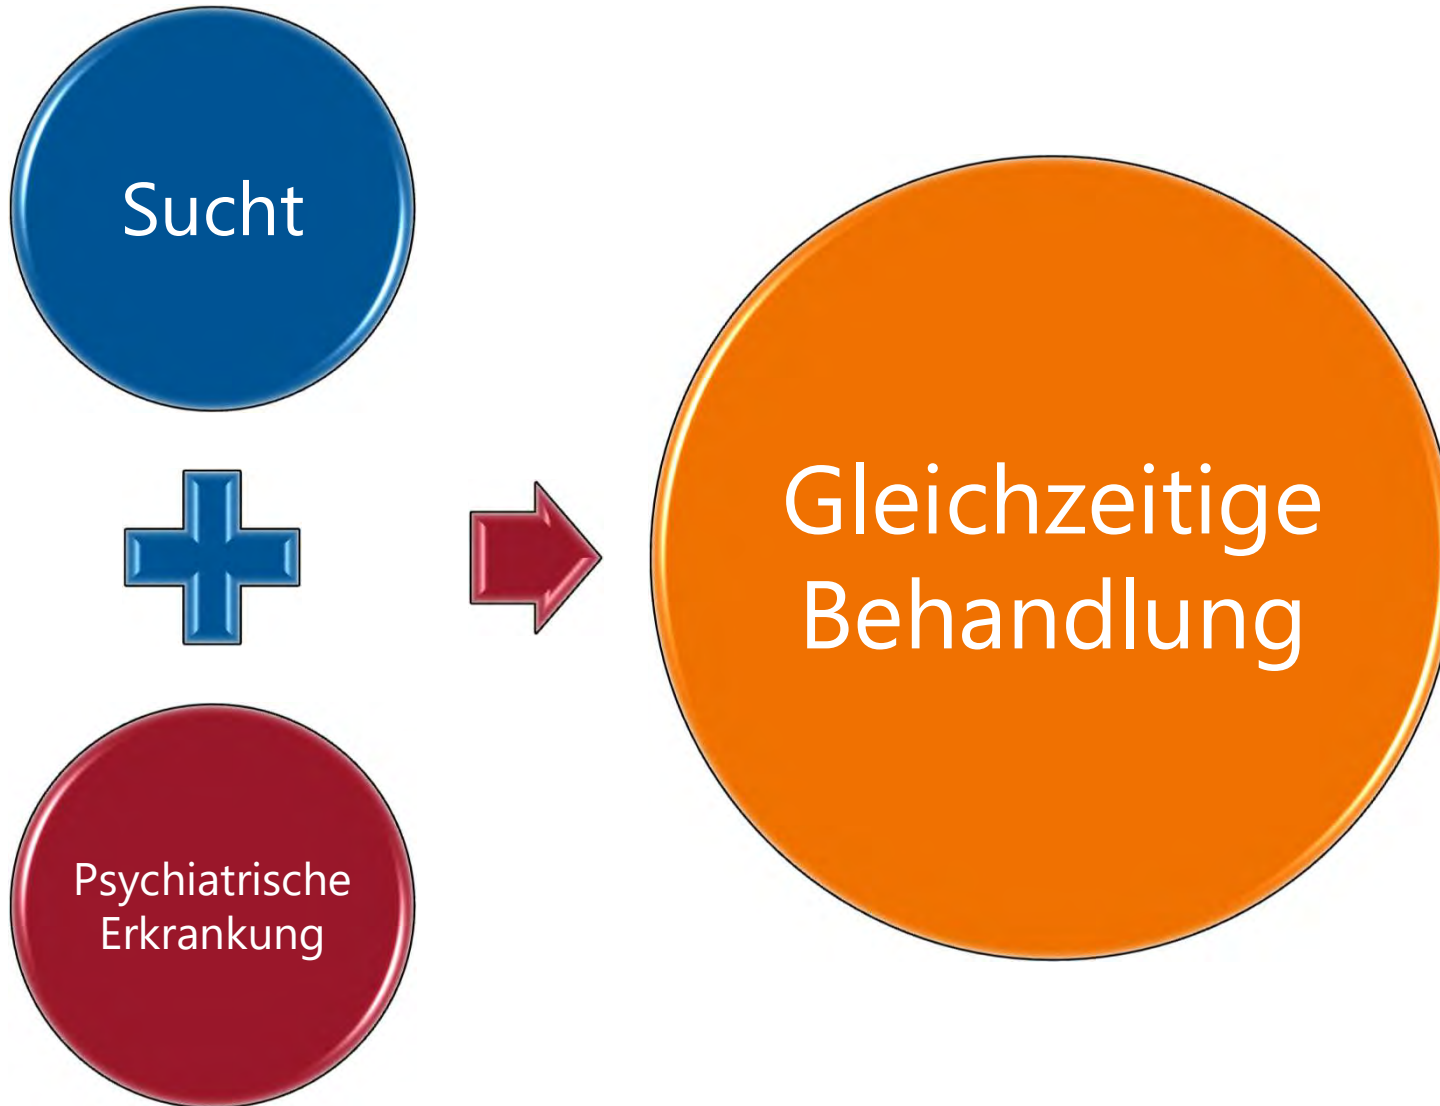 Sucht
Psychiatrische
Erkrankung
Gleichzeitige
Behandlung